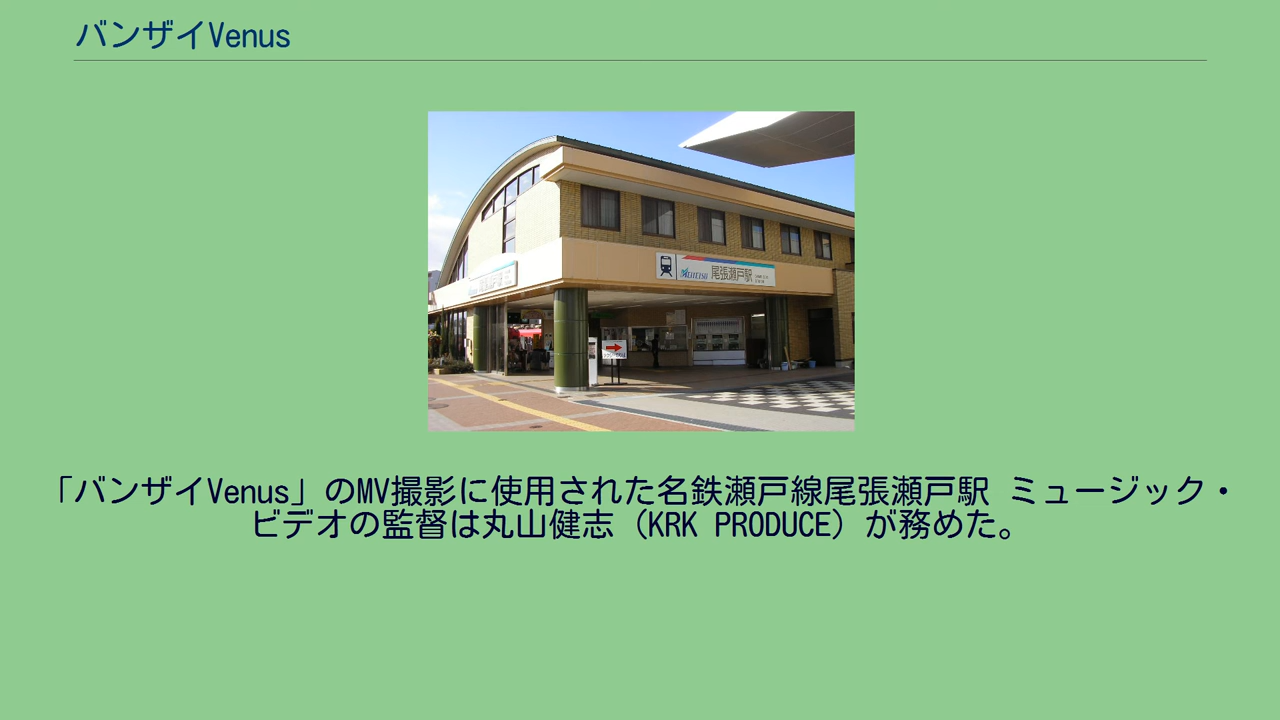 バンザイVenus
尾張瀬戸駅
「バンザイVenus」のMV撮影に使用された名鉄瀬戸線尾張瀬戸駅 ミュージック・
ビデオの監督は丸山健志（KRK PRODUCE）が務めた。